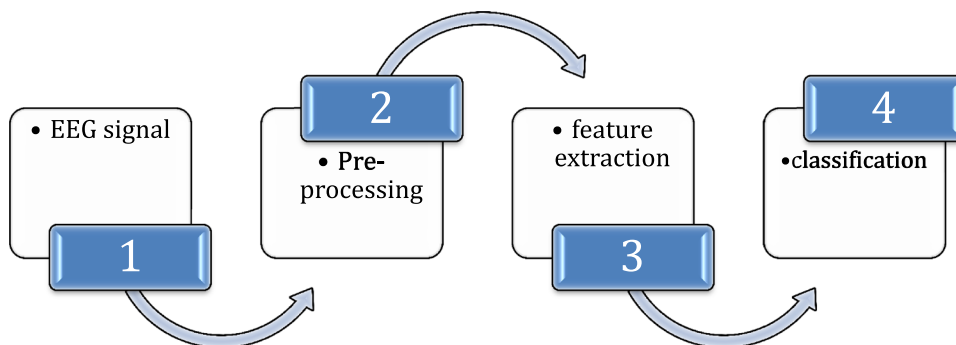 • EEG signal
1
2
• Pre-
processing
• feature
extraction
3
4
•classification